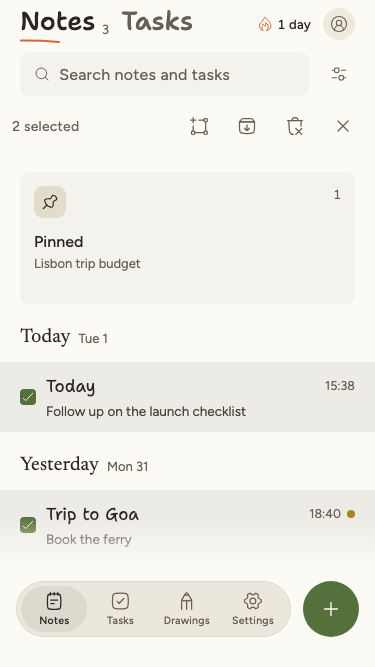 Notes 3 Tasks 1 day
Search notes and tasks
2 selected
1
Pinned
Lisbon trip budget
Today Tue 1
Today 15:38
Follow up on the launch checklist
Yesterday Mon 31
Trip to Goa 18:40
Book the ferry
Notes Tasks Drawings Settings